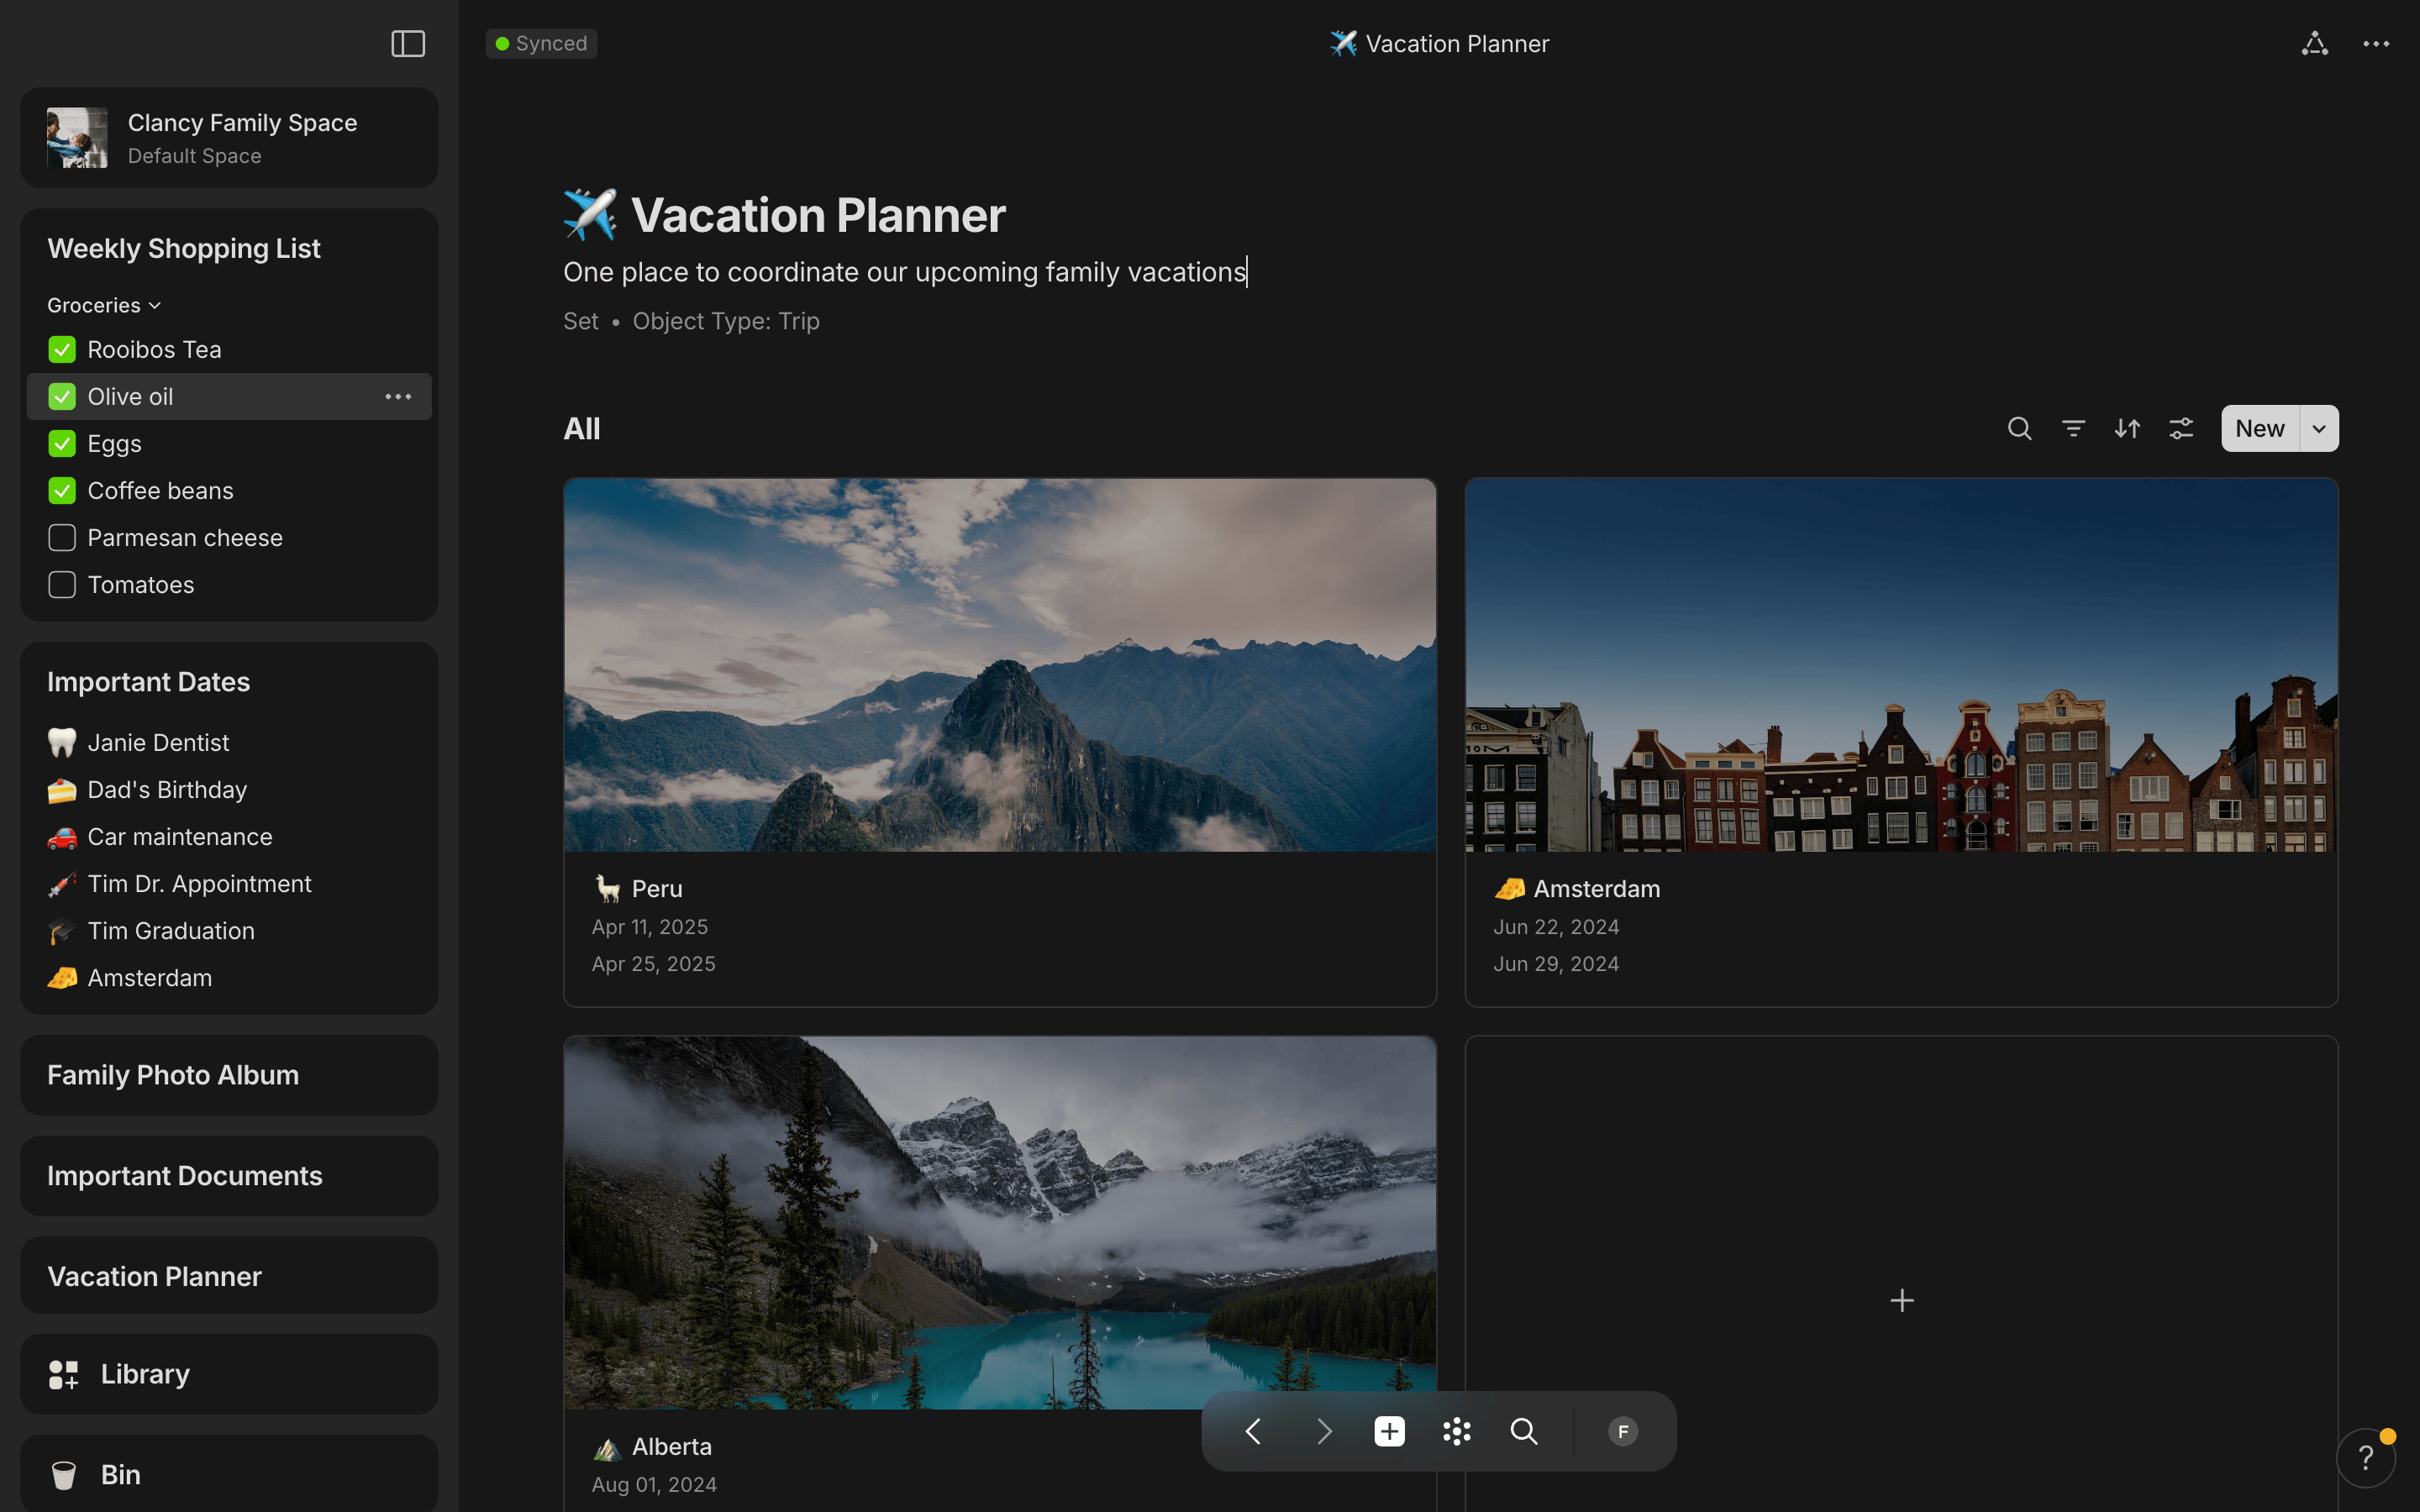 Synced
✈️ Vacation Planner
Clancy Family Space
Default Space
Weekly Shopping List
Groceries
Rooibos Tea
Olive oil
Eggs
Coffee beans
Parmesan cheese
Tomatoes
Important Dates
🦷 Janie Dentist
🍰 Dad's Birthday
🚗 Car maintenance
💉 Tim Dr. Appointment
🎓 Tim Graduation
🧀 Amsterdam
Family Photo Album
Important Documents
Vacation Planner
Library
Bin
✈️ Vacation Planner
One place to coordinate our upcoming family vacations
Set • Object Type: Trip
All
New
🦙 Peru
Apr 11, 2025
Apr 25, 2025
🧀 Amsterdam
Jun 22, 2024
Jun 29, 2024
⛰️ Alberta
Aug 01, 2024
F
?